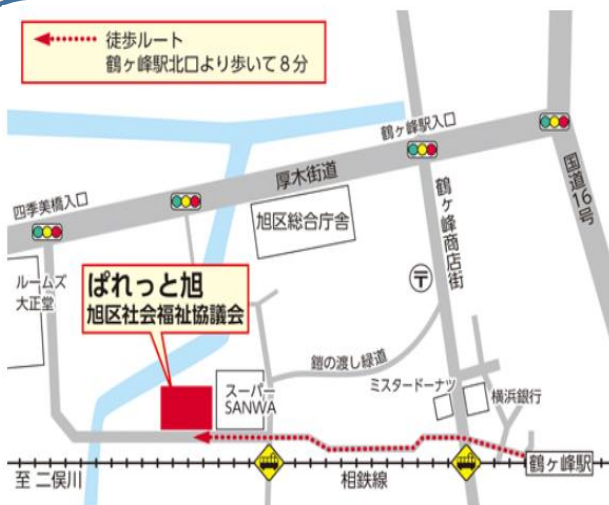 徒歩ルート
鶴ヶ峰駅北口より歩いて8分
鶴ヶ峰駅入口
厚木街道
国道16号
四季美橋入口
旭区総合庁舎
鶴ヶ峰商店街
〒
ルームズ
大正堂
ぱれっと旭
旭区社会福祉協議会
鎧の渡し緑道
スーパー
SANWA
ミスタードーナツ
横浜銀行
鶴ヶ峰駅
至 二俣川
相鉄線